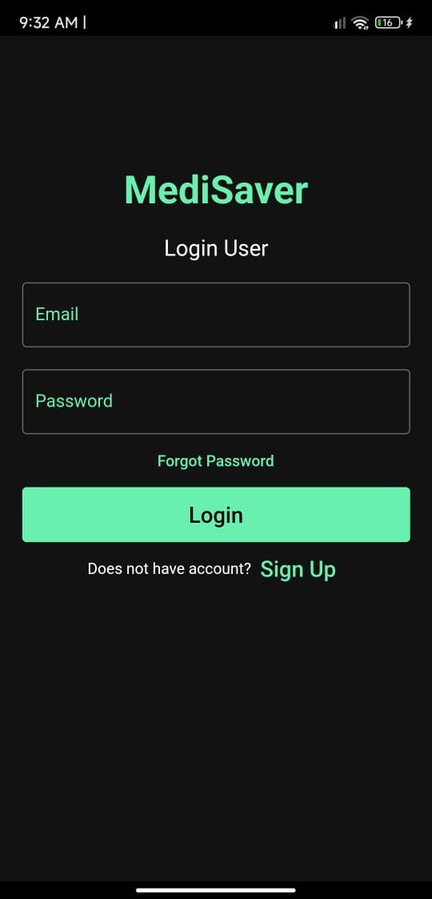 9:32 AM | 16
MediSaver
Login User
Email
Password
Forgot Password
Login
Does not have account? Sign Up